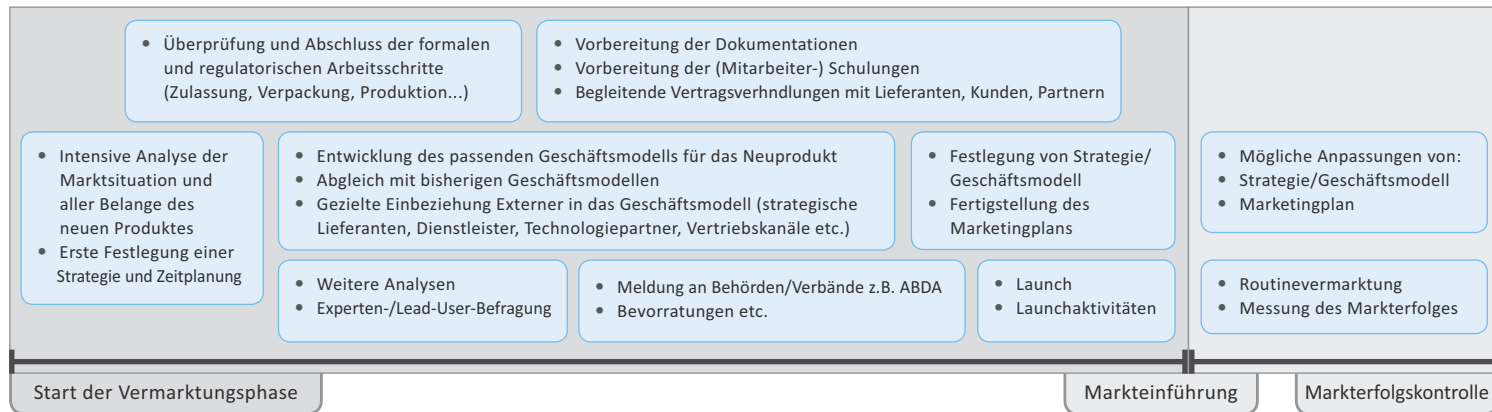 • Überprüfung und Abschluss der formalen
und regulatorischen Arbeitsschritte
(Zulassung, Verpackung, Produktion...)
• Vorbereitung der Dokumentationen
• Vorbereitung der (Mitarbeiter-) Schulungen
• Begleitende Vertragsverhndlungen mit Lieferanten, Kunden, Partnern
• Intensive Analyse der
Marktsituation und
aller Belange des
neuen Produktes
• Erste Festlegung einer
Strategie und Zeitplanung
• Entwicklung des passenden Geschäftsmodells für das Neuprodukt
• Abgleich mit bisherigen Geschäftsmodellen
• Gezielte Einbeziehung Externer in das Geschäftsmodell (strategische
Lieferanten, Dienstleister, Technologiepartner, Vertriebskanäle etc.)
• Festlegung von Strategie/
Geschäftsmodell
• Fertigstellung des
Marketingplans
• Mögliche Anpassungen von:
• Strategie/Geschäftsmodell
• Marketingplan
• Weitere Analysen
• Experten-/Lead-User-Befragung
• Meldung an Behörden/Verbände z.B. ABDA
• Bevorratungen etc.
• Launch
• Launchaktivitäten
• Routinevermarktung
• Messung des Markterfolges
Start der Vermarktungsphase
Markteinführung
Markterfolgskontrolle